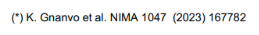 (*) K. Gnanvo et al. NIMA 1047 (2023) 167782